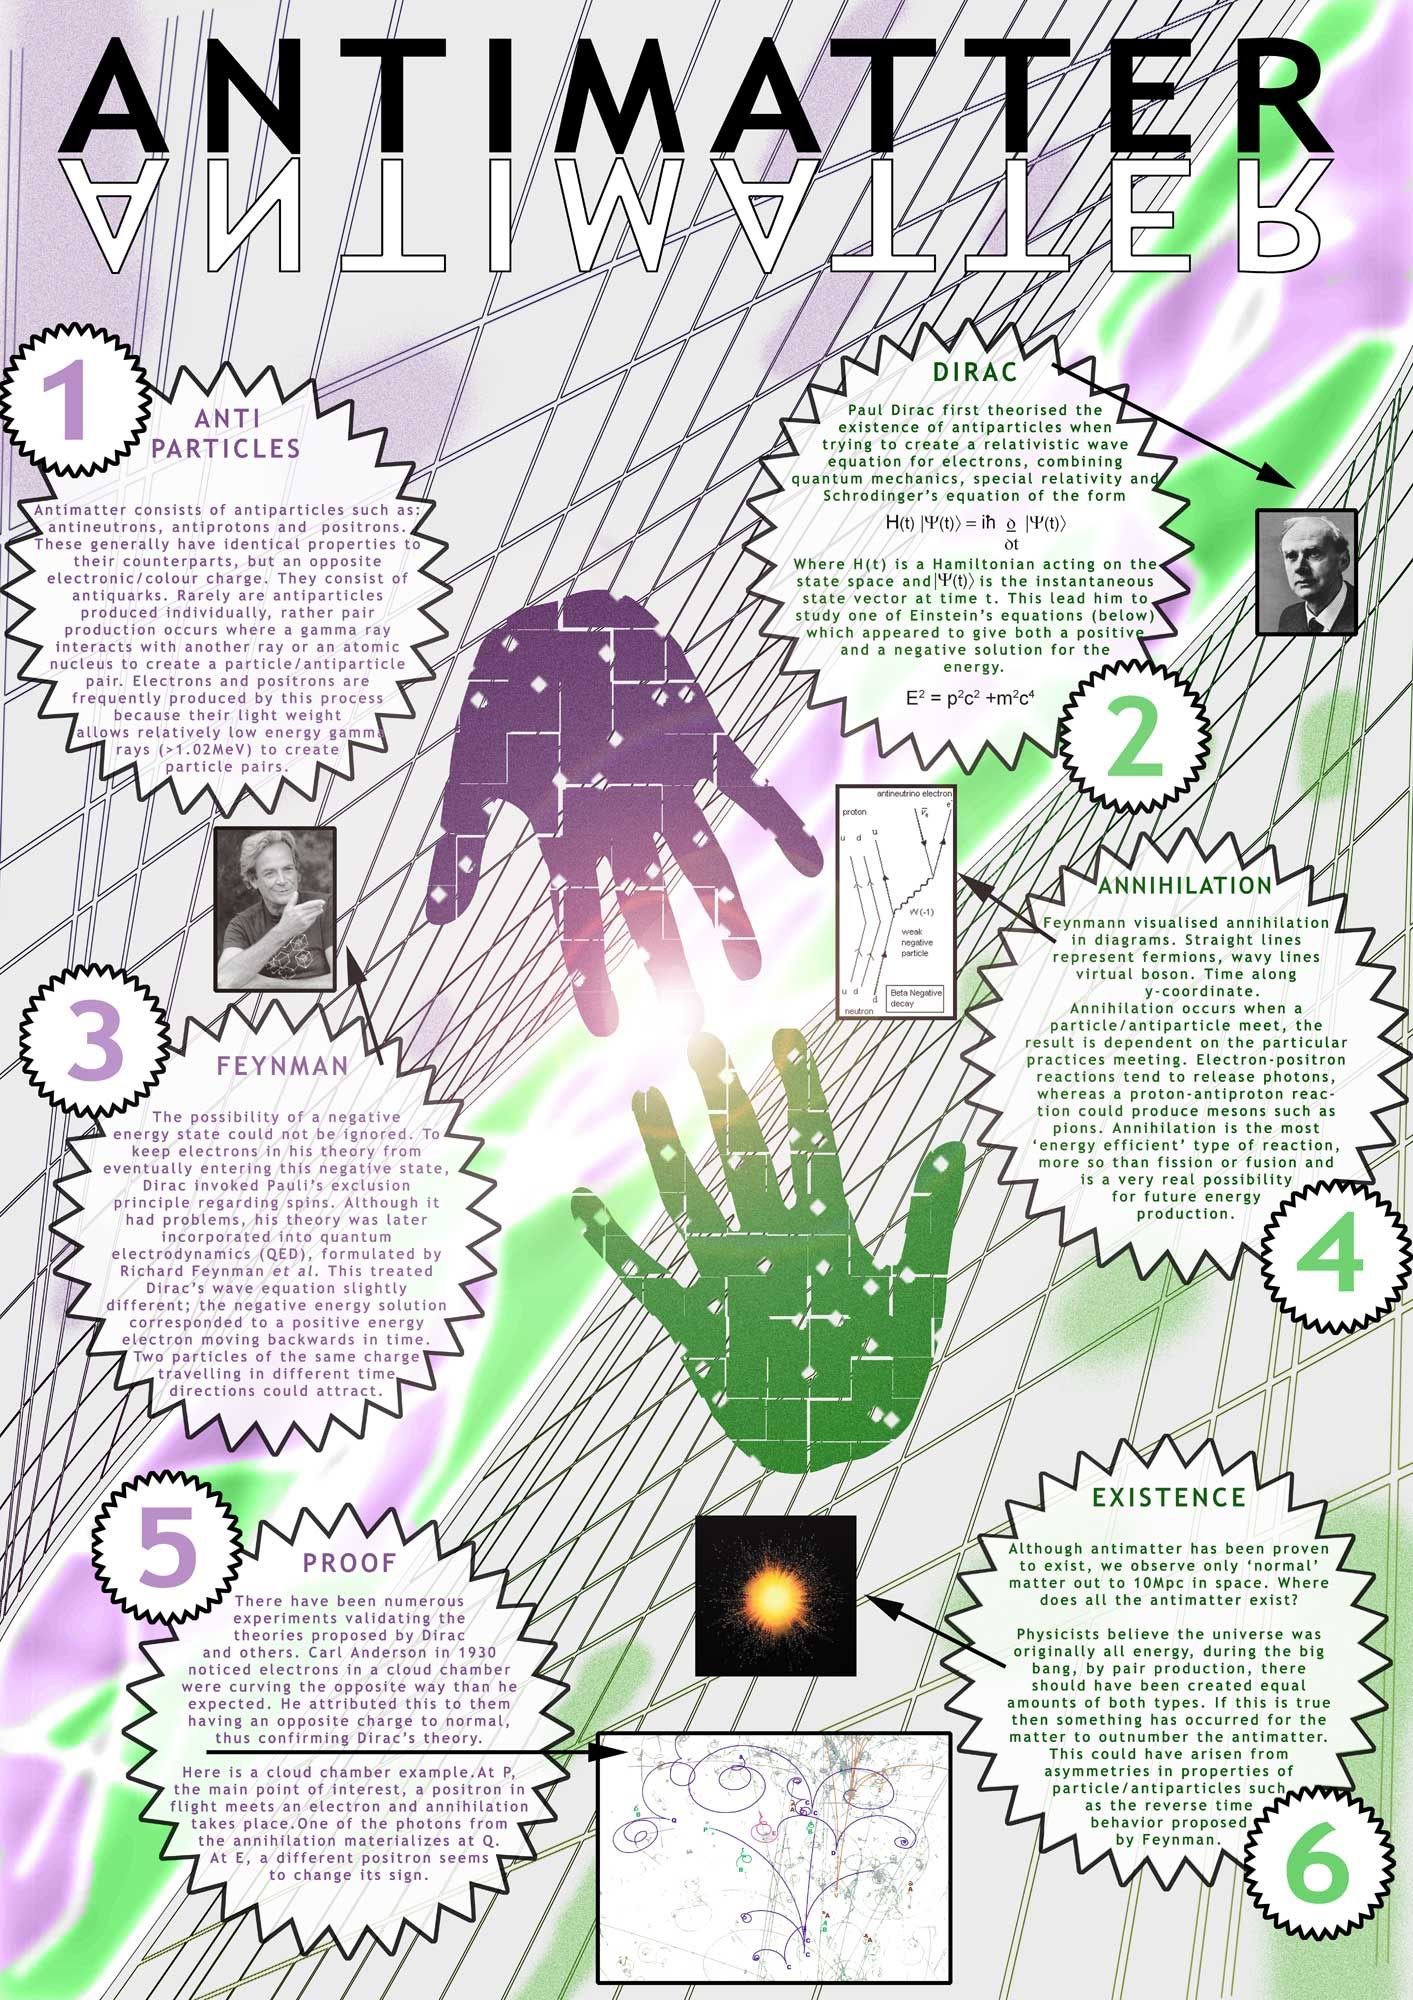 ANTIMATTER
ANTIMATTER
1
ANTI
PARTICLES
Antimatter consists of antiparticles such as:
antineutrons, antiprotons and positrons.
These generally have identical properties to
their counterparts, but an opposite
electronic/colour charge. They consist of
antiquarks. Rarely are antiparticles
produced individually, rather pair
production occurs where a gamma ray
interacts with another ray or an atomic
nucleus to create a particle/antiparticle
pair. Electrons and positrons are
frequently produced by this process
because their light weight
allows relatively low energy gamma
rays (>1.02MeV) to create
particle pairs.
DIRAC
Paul Dirac first theorised the
existence of antiparticles when
trying to create a relativistic wave
equation for electrons, combining
quantum mechanics, special relativity and
Schrodinger's equation of the form
H(t) |Ψ(t)⟩ = iħ ∂ |Ψ(t)⟩
∂t
Where H(t) is a Hamiltonian acting on the
state space and |Ψ(t)⟩ is the instantaneous
state vector at time t. This lead him to
study one of Einstein's equations (below)
which appeared to give both a positive
and a negative solution for the
energy.
E² = p²c² +m²c⁴
2
3
FEYNMAN
The possibility of a negative
energy state could not be ignored. To
keep electrons in his theory from
eventually entering this negative state,
Dirac invoked Pauli's exclusion
principle regarding spins. Although it
had problems, his theory was later
incorporated into quantum
electrodynamics (QED), formulated by
Richard Feynman et al. This treated
Dirac's wave equation slightly
different; the negative energy solution
corresponded to a positive energy
electron moving backwards in time.
Two particles of the same charge
travelling in different time
directions could attract.
antineutrino electron
proton
e⁻
u d u
W(-1)
weak
negative
particle
u d d
Beta Negative
decay
neutron
ANNIHILATION
Feynmann visualised annihilation
in diagrams. Straight lines
represent fermions, wavy lines
virtual boson. Time along
y-coordinate.
Annihilation occurs when a
particle/antiparticle meet, the
result is dependent on the particular
practices meeting. Electron-positron
reactions tend to release photons,
whereas a proton-antiproton reac-
tion could produce mesons such as
pions. Annihilation is the most
'energy efficient' type of reaction,
more so than fission or fusion and
is a very real possibility
for future energy
production.
4
5
PROOF
There have been numerous
experiments validating the
theories proposed by Dirac
and others. Carl Anderson in 1930
noticed electrons in a cloud chamber
were curving the opposite way than he
expected. He attributed this to them
having an opposite charge to normal,
thus confirming Dirac's theory.
Here is a cloud chamber example.At P,
the main point of interest, a positron in
flight meets an electron and annihilation
takes place.One of the photons from
the annihilation materializes at Q.
At E, a different positron seems
to change its sign.
EXISTENCE
Although antimatter has been proven
to exist, we observe only 'normal'
matter out to 10Mpc in space. Where
does all the antimatter exist?
Physicists believe the universe was
originally all energy, during the big
bang, by pair production, there
should have been created equal
amounts of both types. If this is true
then something has occurred for the
matter to outnumber the antimatter.
This could have arisen from
asymmetries in properties of
particle/antiparticles such
as the reverse time
behavior proposed
by Feynman.
6